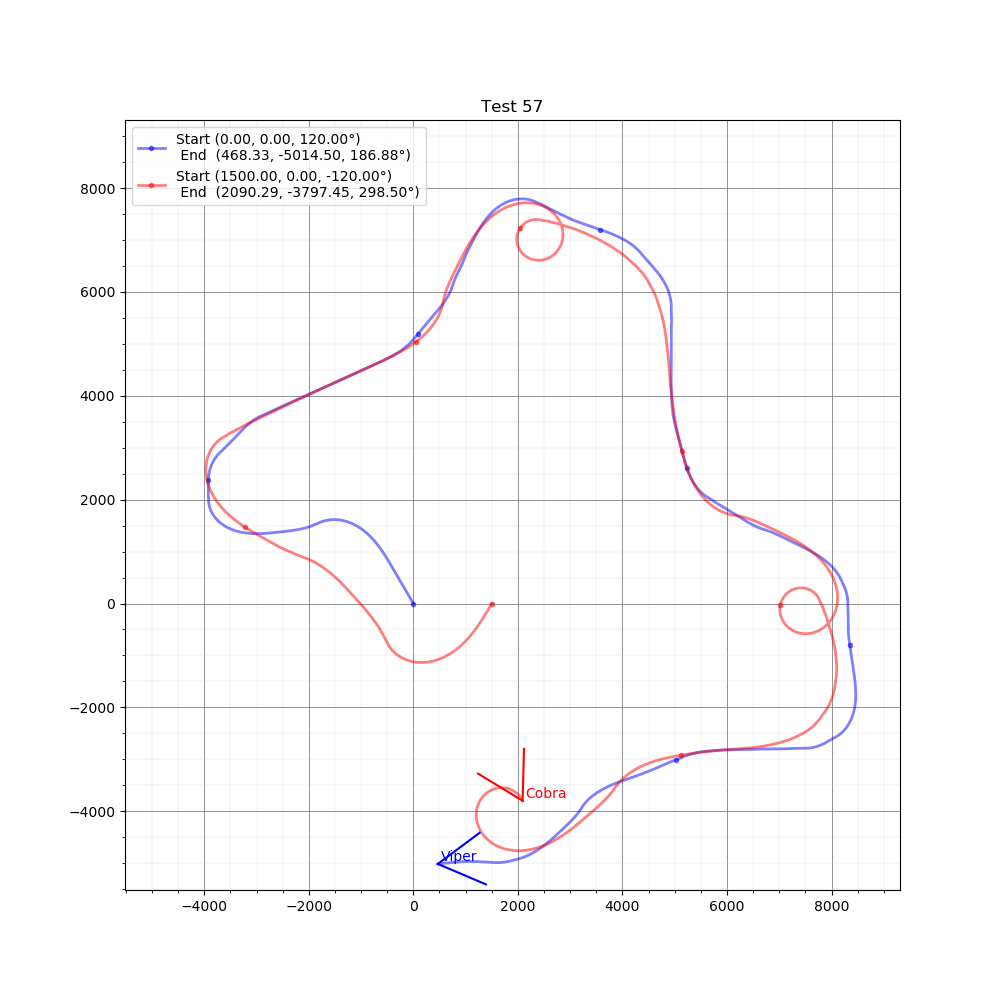 Test 57
Start (0.00, 0.00, 120.00°)
End (468.33, -5014.50, 186.88°)
Start (1500.00, 0.00, -120.00°)
End (2090.29, -3797.45, 298.50°)
8000
6000
4000
2000
0
−2000
−4000
Cobra
Viper
−4000 −2000 0 2000 4000 6000 8000